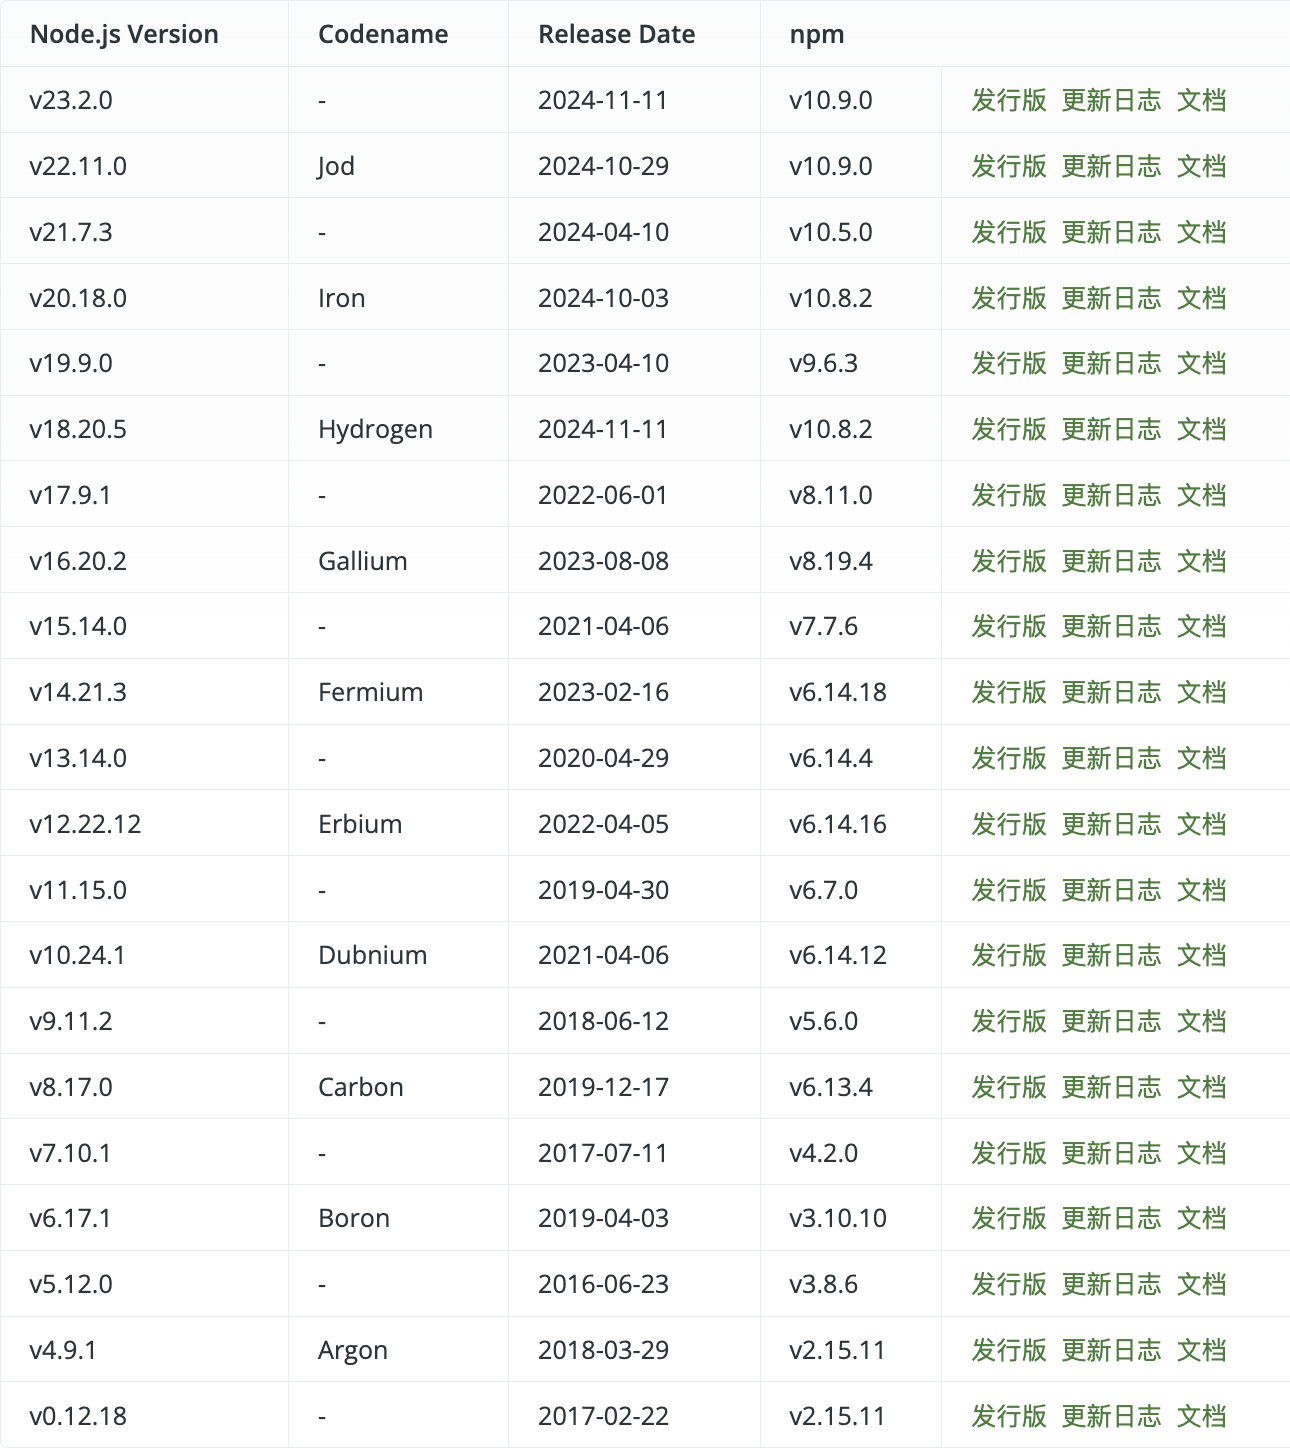 Node.js Version Codename Release Date npm
v23.2.0 - 2024-11-11 v10.9.0 发行版 更新日志 文档
v22.11.0 Jod 2024-10-29 v10.9.0 发行版 更新日志 文档
v21.7.3 - 2024-04-10 v10.5.0 发行版 更新日志 文档
v20.18.0 Iron 2024-10-03 v10.8.2 发行版 更新日志 文档
v19.9.0 - 2023-04-10 v9.6.3 发行版 更新日志 文档
v18.20.5 Hydrogen 2024-11-11 v10.8.2 发行版 更新日志 文档
v17.9.1 - 2022-06-01 v8.11.0 发行版 更新日志 文档
v16.20.2 Gallium 2023-08-08 v8.19.4 发行版 更新日志 文档
v15.14.0 - 2021-04-06 v7.7.6 发行版 更新日志 文档
v14.21.3 Fermium 2023-02-16 v6.14.18 发行版 更新日志 文档
v13.14.0 - 2020-04-29 v6.14.4 发行版 更新日志 文档
v12.22.12 Erbium 2022-04-05 v6.14.16 发行版 更新日志 文档
v11.15.0 - 2019-04-30 v6.7.0 发行版 更新日志 文档
v10.24.1 Dubnium 2021-04-06 v6.14.12 发行版 更新日志 文档
v9.11.2 - 2018-06-12 v5.6.0 发行版 更新日志 文档
v8.17.0 Carbon 2019-12-17 v6.13.4 发行版 更新日志 文档
v7.10.1 - 2017-07-11 v4.2.0 发行版 更新日志 文档
v6.17.1 Boron 2019-04-03 v3.10.10 发行版 更新日志 文档
v5.12.0 - 2016-06-23 v3.8.6 发行版 更新日志 文档
v4.9.1 Argon 2018-03-29 v2.15.11 发行版 更新日志 文档
v0.12.18 - 2017-02-22 v2.15.11 发行版 更新日志 文档